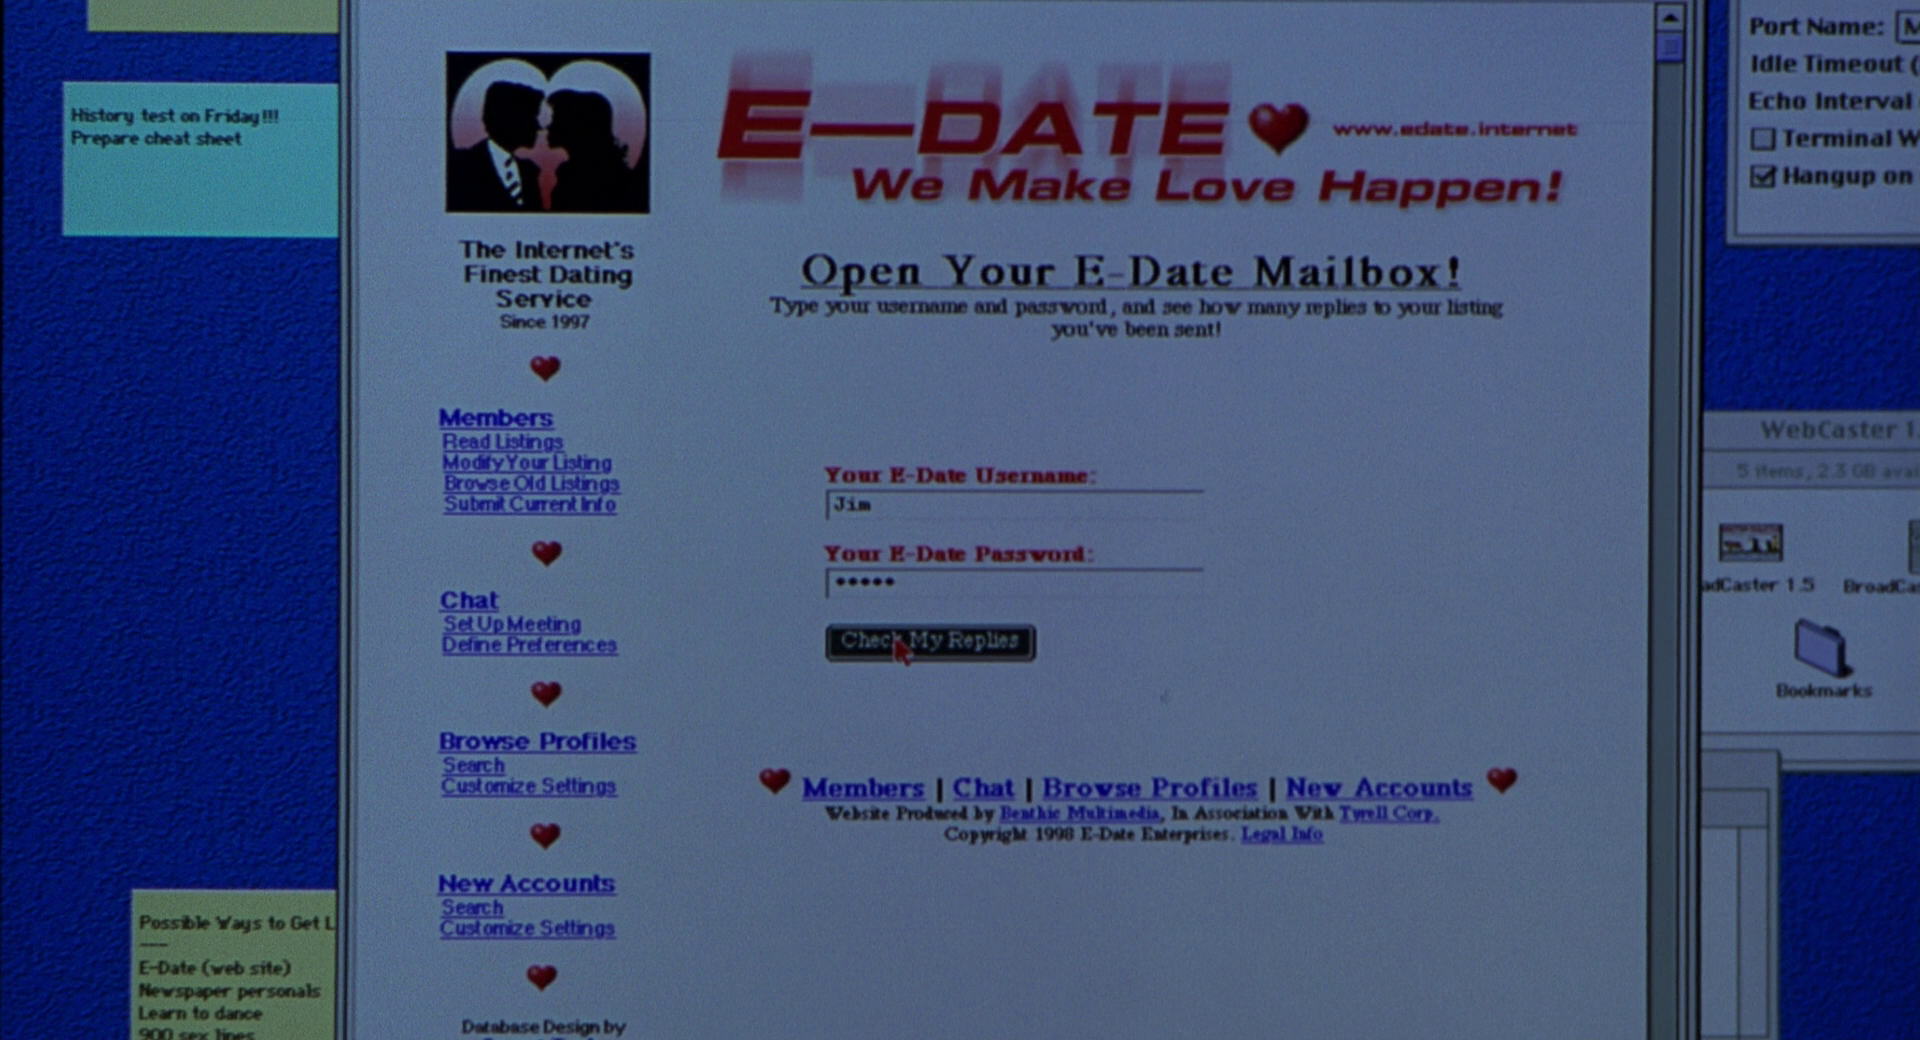 History test on Friday!!!
Prepare cheat sheet
Possible Ways to Get L
----
E-Date (web site)
Newspaper personals
Learn to dance
900 sex lines
The Internet's
Finest Dating
Service
Since 1997
Members
Read Listings
Modify Your Listing
Browse Old Listings
Submit Current Info
Chat
Set Up Meeting
Define Preferences
Browse Profiles
Search
Customize Settings
New Accounts
Search
Customize Settings
Database Design by
E-DATE www.edate.internet
We Make Love Happen!
Open Your E-Date Mailbox!
Type your username and password, and see how many replies to your listing
you've been sent!
Your E-Date Username:
Jim
Your E-Date Password:
•••••
Check My Replies
Members | Chat | Browse Profiles | New Accounts
Website Produced by Benthic Multimedia, In Association With Tyrell Corp.
Copyright 1998 E-Date Enterprises. Legal Info
Port Name: M
Idle Timeout (
Echo Interval
Terminal W
Hangup on
WebCaster 1.
5 items, 2.3 GB avai
adCaster 1.5
BroadCas
Bookmarks